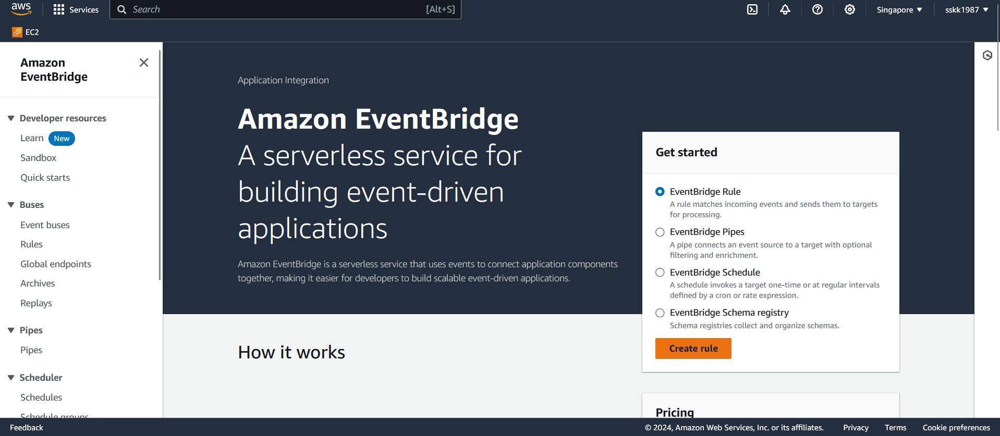 aws
Services
Search
[Alt+S]
Singapore
sskk1987
EC2
Amazon
EventBridge
Developer resources
Learn New
Sandbox
Quick starts
Buses
Event buses
Rules
Global endpoints
Archives
Replays
Pipes
Pipes
Scheduler
Schedules
Schedule groups
Application Integration
Amazon EventBridge
A serverless service for
building event-driven
applications
Amazon EventBridge is a serverless service that uses events to connect application components
together, making it easier for developers to build scalable event-driven applications.
Get started
EventBridge Rule
A rule matches incoming events and sends them to targets
for processing.
EventBridge Pipes
A pipe connects an event source to a target with optional
filtering and enrichment.
EventBridge Schedule
A schedule invokes a target one-time or at regular intervals
defined by a cron or rate expression.
EventBridge Schema registry
Schema registries collect and organize schemas.
Create rule
How it works
Pricing
Feedback
© 2024, Amazon Web Services, Inc. or its affiliates.
Privacy
Terms
Cookie preferences